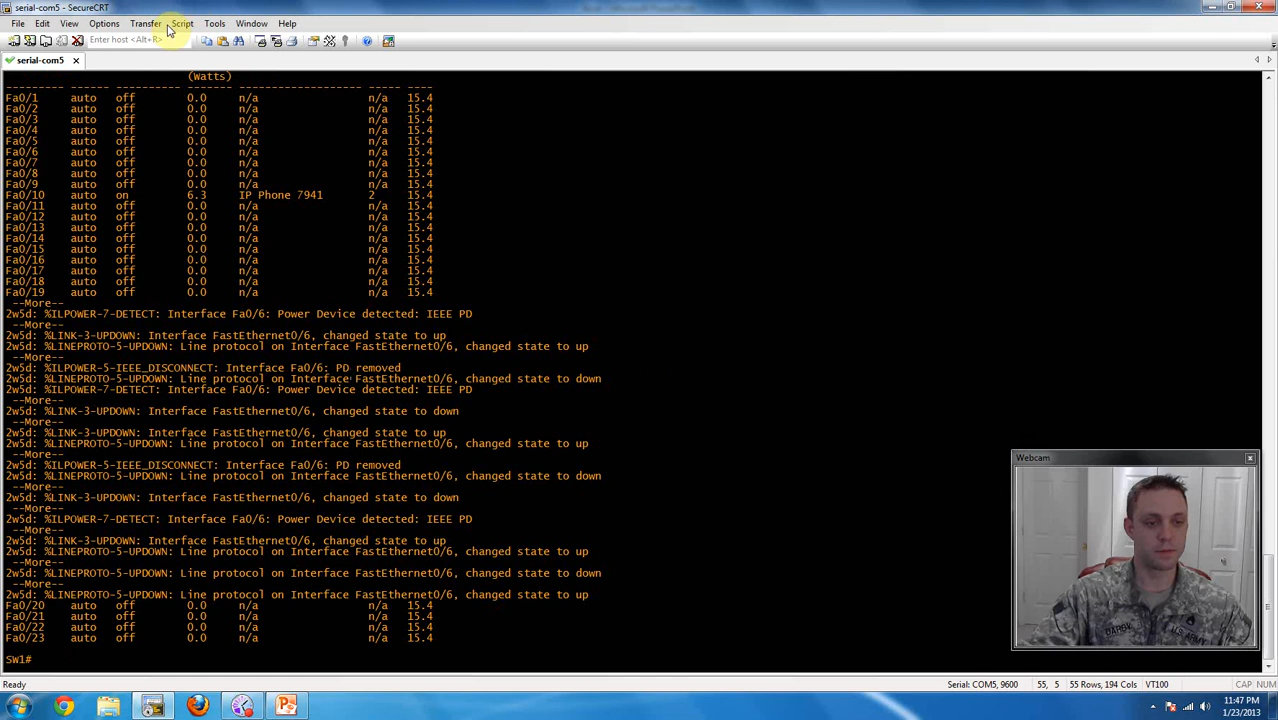 serial-com5 - SecureCRT
File Edit View Options Transfer Script Tools Window Help
Enter host <Alt+R>
serial-com5
(Watts)
--------- ------ ---------- ------- ------------------- ----- ----
Fa0/1 auto off 0.0 n/a n/a 15.4
Fa0/2 auto off 0.0 n/a n/a 15.4
Fa0/3 auto off 0.0 n/a n/a 15.4
Fa0/4 auto off 0.0 n/a n/a 15.4
Fa0/5 auto off 0.0 n/a n/a 15.4
Fa0/6 auto off 0.0 n/a n/a 15.4
Fa0/7 auto off 0.0 n/a n/a 15.4
Fa0/8 auto off 0.0 n/a n/a 15.4
Fa0/9 auto off 0.0 n/a n/a 15.4
Fa0/10 auto on 6.3 IP Phone 7941 2 15.4
Fa0/11 auto off 0.0 n/a n/a 15.4
Fa0/12 auto off 0.0 n/a n/a 15.4
Fa0/13 auto off 0.0 n/a n/a 15.4
Fa0/14 auto off 0.0 n/a n/a 15.4
Fa0/15 auto off 0.0 n/a n/a 15.4
Fa0/16 auto off 0.0 n/a n/a 15.4
Fa0/17 auto off 0.0 n/a n/a 15.4
Fa0/18 auto off 0.0 n/a n/a 15.4
Fa0/19 auto off 0.0 n/a n/a 15.4
--More--
2w5d: %ILPOWER-7-DETECT: Interface Fa0/6: Power Device detected: IEEE PD
--More--
2w5d: %LINK-3-UPDOWN: Interface FastEthernet0/6, changed state to up
2w5d: %LINEPROTO-5-UPDOWN: Line protocol on Interface FastEthernet0/6, changed state to up
--More--
2w5d: %ILPOWER-5-IEEE_DISCONNECT: Interface Fa0/6: PD removed
2w5d: %LINEPROTO-5-UPDOWN: Line protocol on Interface FastEthernet0/6, changed state to down
2w5d: %ILPOWER-7-DETECT: Interface Fa0/6: Power Device detected: IEEE PD
--More--
2w5d: %LINK-3-UPDOWN: Interface FastEthernet0/6, changed state to down
--More--
2w5d: %LINK-3-UPDOWN: Interface FastEthernet0/6, changed state to up
2w5d: %LINEPROTO-5-UPDOWN: Line protocol on Interface FastEthernet0/6, changed state to up
--More--
2w5d: %ILPOWER-5-IEEE_DISCONNECT: Interface Fa0/6: PD removed
2w5d: %LINEPROTO-5-UPDOWN: Line protocol on Interface FastEthernet0/6, changed state to down
--More--
2w5d: %LINK-3-UPDOWN: Interface FastEthernet0/6, changed state to down
--More--
2w5d: %ILPOWER-7-DETECT: Interface Fa0/6: Power Device detected: IEEE PD
--More--
2w5d: %LINK-3-UPDOWN: Interface FastEthernet0/6, changed state to up
2w5d: %LINEPROTO-5-UPDOWN: Line protocol on Interface FastEthernet0/6, changed state to up
--More--
2w5d: %LINEPROTO-5-UPDOWN: Line protocol on Interface FastEthernet0/6, changed state to down
--More--
2w5d: %LINEPROTO-5-UPDOWN: Line protocol on Interface FastEthernet0/6, changed state to up
Fa0/20 auto off 0.0 n/a n/a 15.4
Fa0/21 auto off 0.0 n/a n/a 15.4
Fa0/22 auto off 0.0 n/a n/a 15.4
Fa0/23 auto off 0.0 n/a n/a 15.4
SW1#
Webcam
DARBY U.S. ARMY
Ready Serial: COM5, 9600 55, 5 55 Rows, 194 Cols VT100 CAP NUM
11:47 PM
1/23/2013